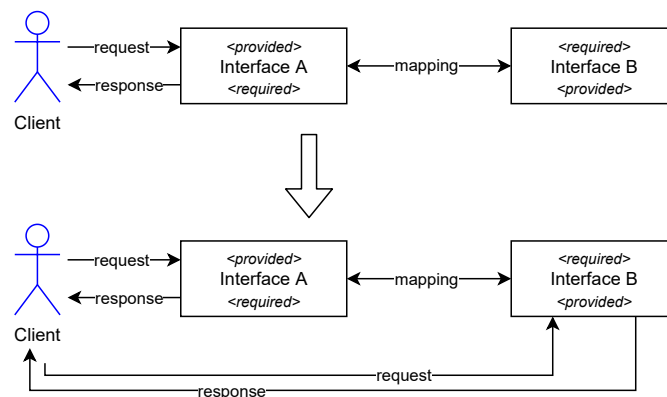 request
<provided>
Interface A
<required>
response
mapping
<required>
Interface B
<provided>
Client
request
<provided>
Interface A
<required>
response
mapping
<required>
Interface B
<provided>
Client
request
response